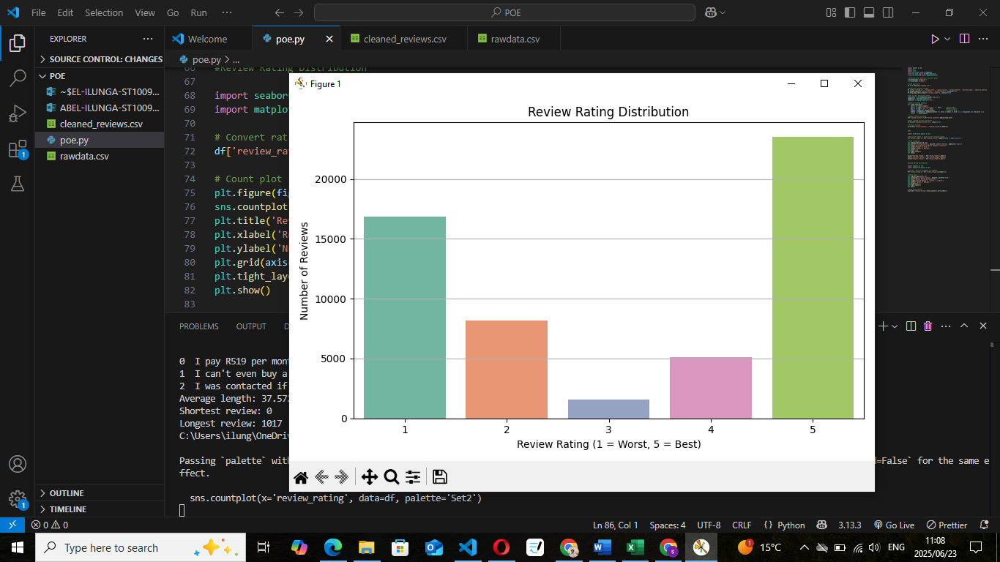 File Edit Selection View Go Run ··· POE
EXPLORER ···
Welcome poe.py cleaned_reviews.csv rawdata.csv
SOURCE CONTROL: CHANGES
poe.py > ...
POE
~$EL-ILUNGA-ST1009...
ABEL-ILUNGA-ST1009...
cleaned_reviews.csv
poe.py
rawdata.csv
66 #Review Rating Distribution
67
68 import seabor
69 import matplot
70
71 # Convert rat
72 df['review_ra
73
74 # Count plot
75 plt.figure(fi
76 sns.countplot
77 plt.title('Re
78 plt.xlabel('R
79 plt.ylabel('N
80 plt.grid(axis
81 plt.tight_lay
82 plt.show()
83
Figure 1
Review Rating Distribution
Number of Reviews
20000
15000
10000
5000
0
1 2 3 4 5
Review Rating (1 = Worst, 5 = Best)
PROBLEMS OUTPUT D
0 I pay R519 per mon
1 I can't even buy a
2 I was contacted if
Average length: 37.572
Shortest review: 0
Longest review: 1017
C:\Users\ilung\OneDriv
Passing `palette` wit
=False` for the same e
ffect.
sns.countplot(x='review_rating', data=df, palette='Set2')
OUTLINE
TIMELINE
0 0 Ln 86, Col 1 Spaces: 4 UTF-8 CRLF {} Python 3.13.3 Go Live Prettier
1
1
Type here to search 1 15°C ENG 11:08
2025/06/23